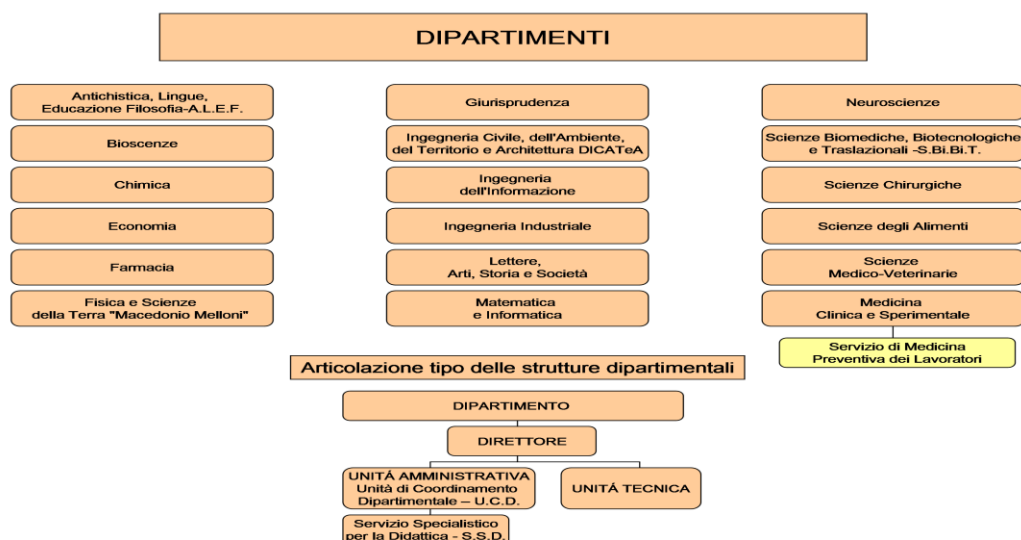 DIPARTIMENTI
Antichistica, Lingue,
Educazione Filosofia-A.L.E.F.
Bioscenze
Chimica
Economia
Farmacia
Fisica e Scienze
della Terra "Macedonio Melloni"
Giurisprudenza
Ingegneria Civile, dell'Ambiente,
del Territorio e Architettura DICATeA
Ingegneria
dell'Informazione
Ingegneria Industriale
Lettere,
Arti, Storia e Società
Matematica
e Informatica
Neuroscienze
Scienze Biomediche, Biotecnologiche
e Traslazionali -S.Bi.Bi.T.
Scienze Chirurgiche
Scienze degli Alimenti
Scienze
Medico-Veterinarie
Medicina
Clinica e Sperimentale
Servizio di Medicina
Preventiva dei Lavoratori
Articolazione tipo delle strutture dipartimentali
DIPARTIMENTO
DIRETTORE
UNITÁ AMMINISTRATIVA
Unità di Coordinamento
Dipartimentale – U.C.D.
UNITÁ TECNICA
Servizio Specialistico
per la Didattica - S.S.D.